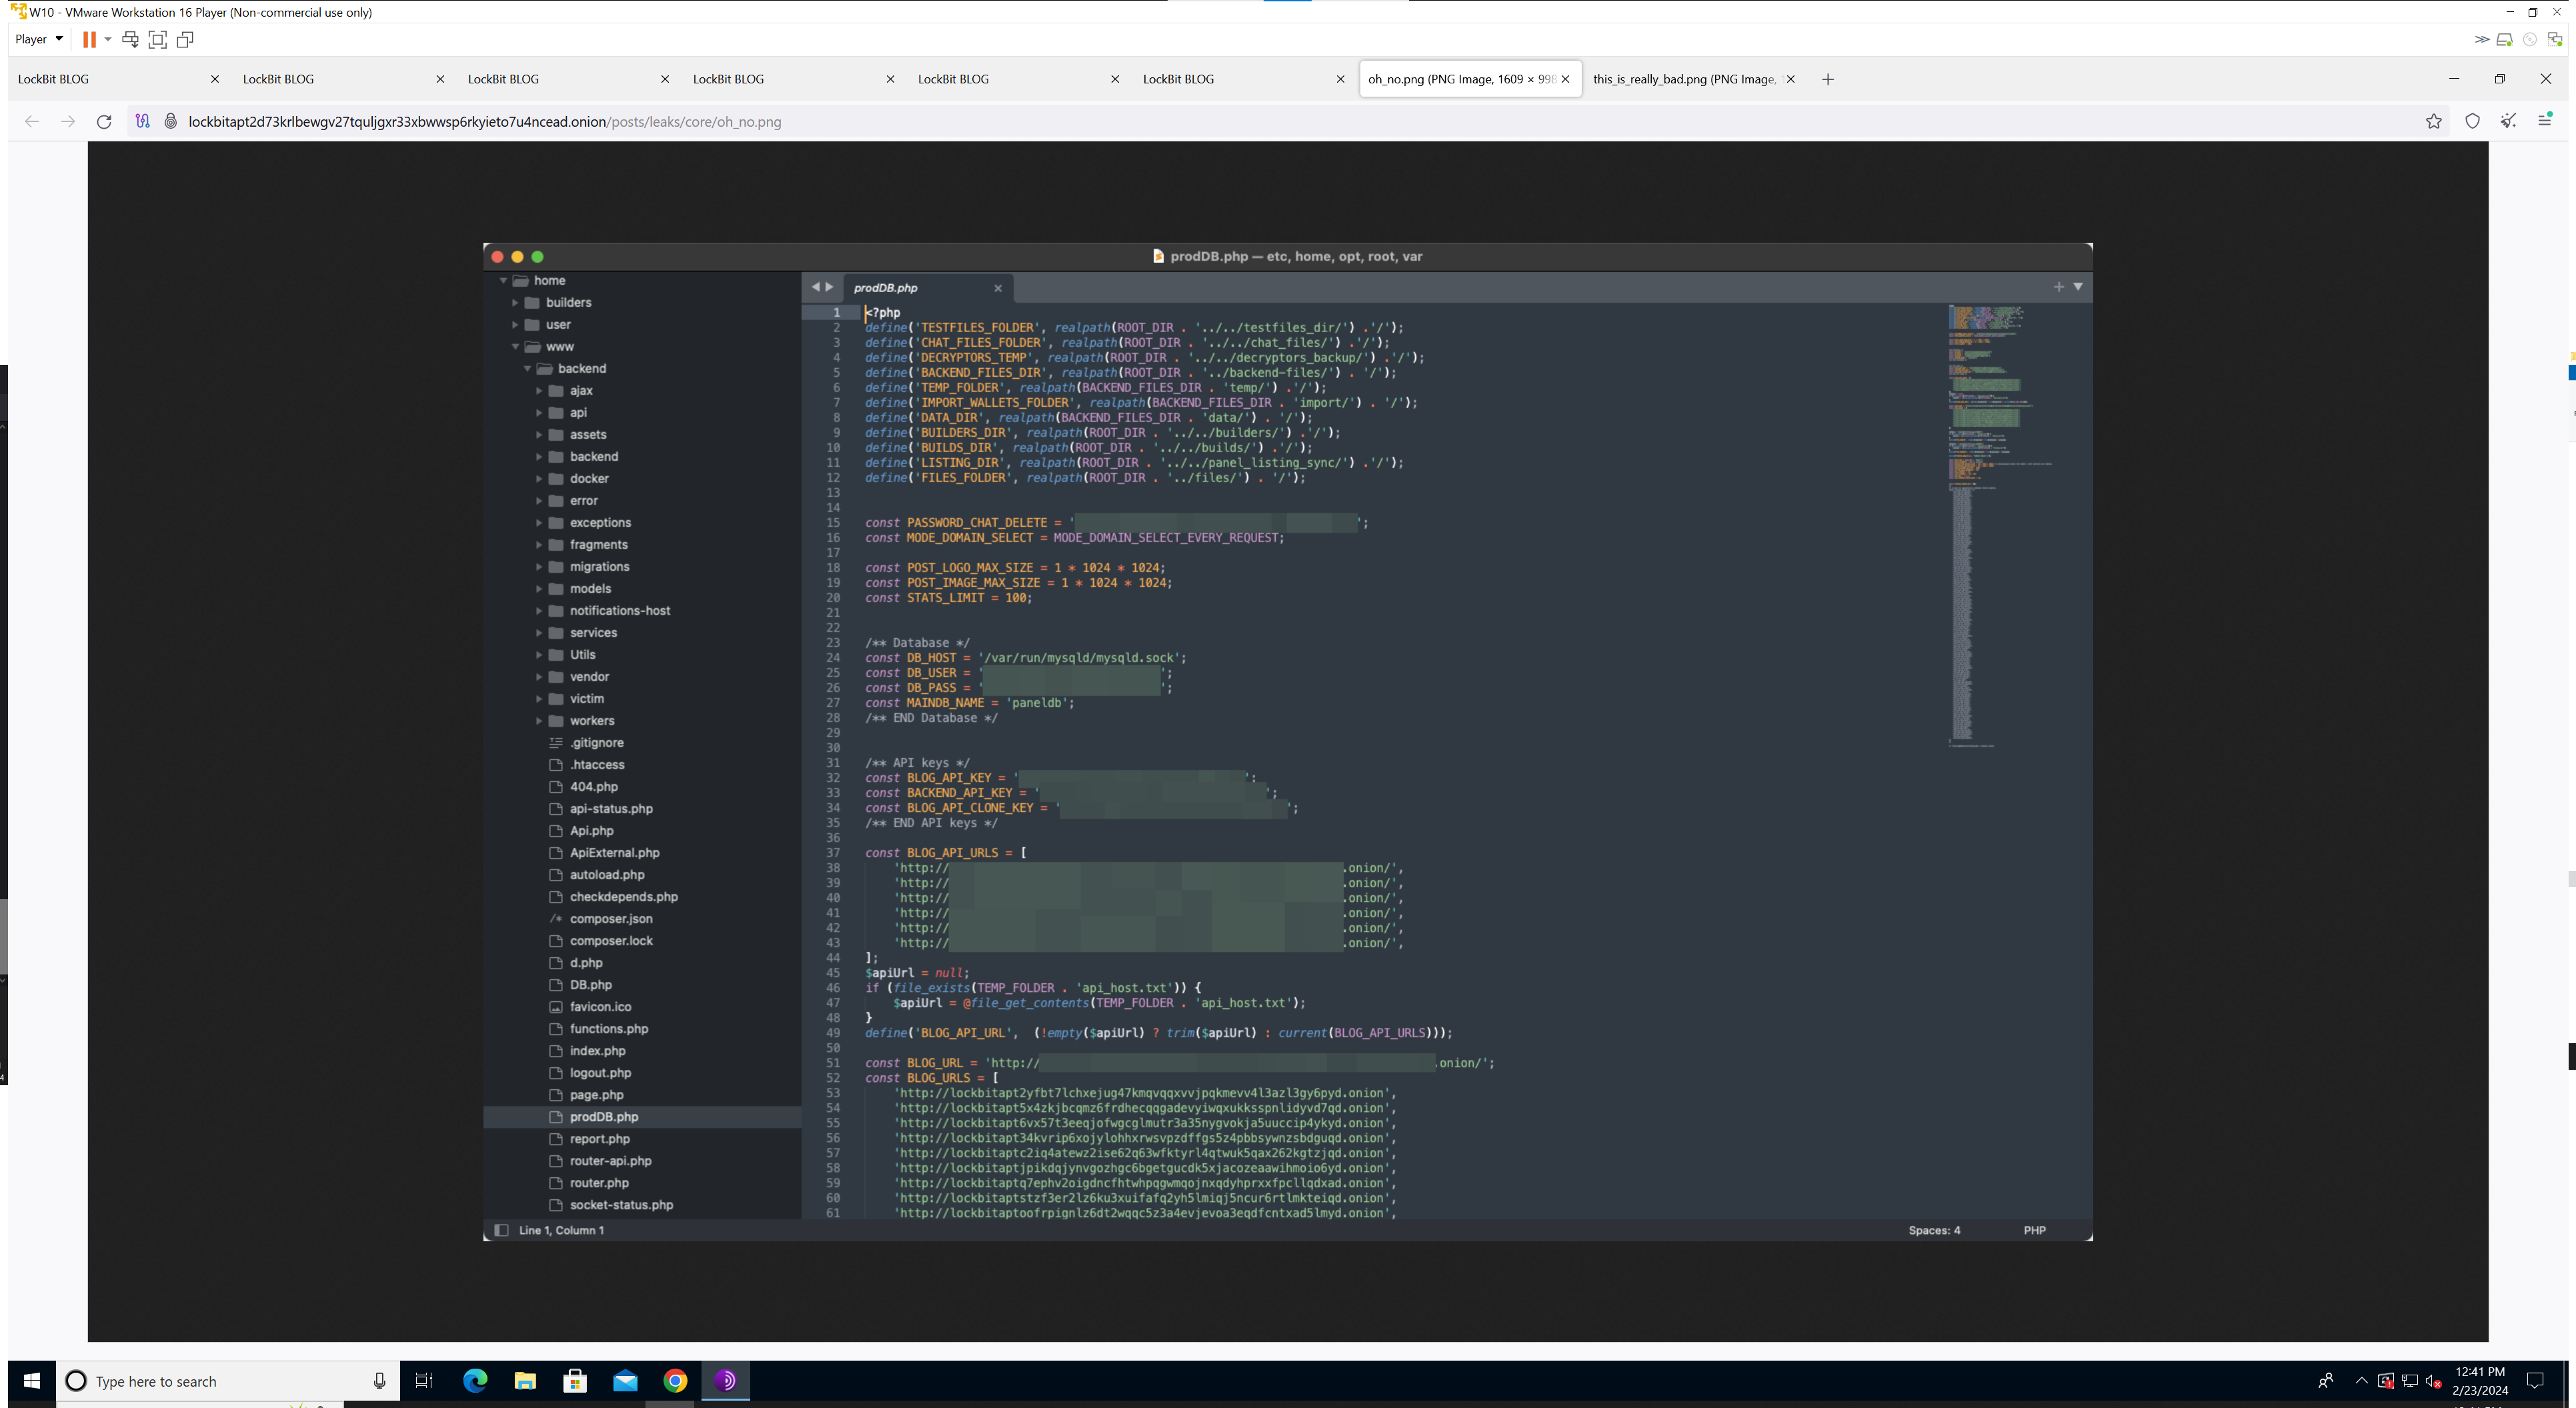 W10 - VMware Workstation 16 Player (Non-commercial use only)
Player
LockBit BLOG
LockBit BLOG
LockBit BLOG
LockBit BLOG
LockBit BLOG
LockBit BLOG
oh_no.png (PNG Image, 1609 × 998
this_is_really_bad.png (PNG Image,
lockbitapt2d73krlbewgv27tquljgxr33xbwwsp6rkyieto7u4ncead.onion/posts/leaks/core/oh_no.png
prodDB.php — etc, home, opt, root, var
home
builders
user
www
backend
ajax
api
assets
backend
docker
error
exceptions
fragments
migrations
models
notifications-host
services
Utils
vendor
victim
workers
.gitignore
.htaccess
404.php
api-status.php
Api.php
ApiExternal.php
autoload.php
checkdepends.php
composer.json
composer.lock
d.php
DB.php
favicon.ico
functions.php
index.php
logout.php
page.php
prodDB.php
report.php
router-api.php
router.php
socket-status.php
prodDB.php
1 <?php
2 define('TESTFILES_FOLDER', realpath(ROOT_DIR . '../../testfiles_dir/') .'/');
3 define('CHAT_FILES_FOLDER', realpath(ROOT_DIR . '../../chat_files/') .'/');
4 define('DECRYPTORS_TEMP', realpath(ROOT_DIR . '../../decryptors_backup/') .'/');
5 define('BACKEND_FILES_DIR', realpath(ROOT_DIR . '../backend-files/') . '/');
6 define('TEMP_FOLDER', realpath(BACKEND_FILES_DIR . 'temp/') .'/');
7 define('IMPORT_WALLETS_FOLDER', realpath(BACKEND_FILES_DIR . 'import/') . '/');
8 define('DATA_DIR', realpath(BACKEND_FILES_DIR . 'data/') . '/');
9 define('BUILDERS_DIR', realpath(ROOT_DIR . '../../builders/') .'/');
10 define('BUILDS_DIR', realpath(ROOT_DIR . '../../builds/') .'/');
11 define('LISTING_DIR', realpath(ROOT_DIR . '../../panel_listing_sync/') .'/');
12 define('FILES_FOLDER', realpath(ROOT_DIR . '../files/') . '/');
13
14
15 const PASSWORD_CHAT_DELETE = ' ';
16 const MODE_DOMAIN_SELECT = MODE_DOMAIN_SELECT_EVERY_REQUEST;
17
18 const POST_LOGO_MAX_SIZE = 1 * 1024 * 1024;
19 const POST_IMAGE_MAX_SIZE = 1 * 1024 * 1024;
20 const STATS_LIMIT = 100;
21
22
23 /** Database */
24 const DB_HOST = '/var/run/mysqld/mysqld.sock';
25 const DB_USER = ' ';
26 const DB_PASS = ' ';
27 const MAINDB_NAME = 'paneldb';
28 /** END Database */
29
30
31 /** API keys */
32 const BLOG_API_KEY = ' ';
33 const BACKEND_API_KEY = ' ';
34 const BLOG_API_CLONE_KEY = ' ';
35 /** END API keys */
36
37 const BLOG_API_URLS = [
38 'http:// .onion/',
39 'http:// .onion/',
40 'http:// .onion/',
41 'http:// .onion/',
42 'http:// .onion/',
43 'http:// .onion/',
44 ];
45 $apiUrl = null;
46 if (file_exists(TEMP_FOLDER . 'api_host.txt')) {
47 $apiUrl = @file_get_contents(TEMP_FOLDER . 'api_host.txt');
48 }
49 define('BLOG_API_URL', (!empty($apiUrl) ? trim($apiUrl) : current(BLOG_API_URLS)));
50
51 const BLOG_URL = 'http:// .onion/';
52 const BLOG_URLS = [
53 'http://lockbitapt2yfbt7lchxejug47kmqvqqxvvjpqkmevv4l3azl3gy6pyd.onion',
54 'http://lockbitapt5x4zkjbcqmz6frdhecqqgadevyiwqxukksspnlidyvd7qd.onion',
55 'http://lockbitapt6vx57t3eeqjofwgcglmutr3a35nygvokja5uuccip4ykyd.onion',
56 'http://lockbitapt34kvrip6xojylohhxrwsvpzdffgs5z4pbbsywnzsbdguqd.onion',
57 'http://lockbitaptc2iq4atewz2ise62q63wfktyrl4qtwuk5qax262kgtzjqd.onion',
58 'http://lockbitaptjpikdqjynvgozhgc6bgetgucdk5xjacozeaawihmoio6yd.onion',
59 'http://lockbitaptq7ephv2oigdncfhtwhpqgwmqojnxqdyhprxxfpcllqdxad.onion',
60 'http://lockbitaptstzf3er2lz6ku3xuifafq2yh5lmiqj5ncur6rtlmkteiqd.onion',
61 'http://lockbitaptoofrpignlz6dt2wqqc5z3a4evjevoa3eqdfcntxad5lmyd.onion',
Line 1, Column 1
Spaces: 4
PHP
Type here to search
12:41 PM
2/23/2024